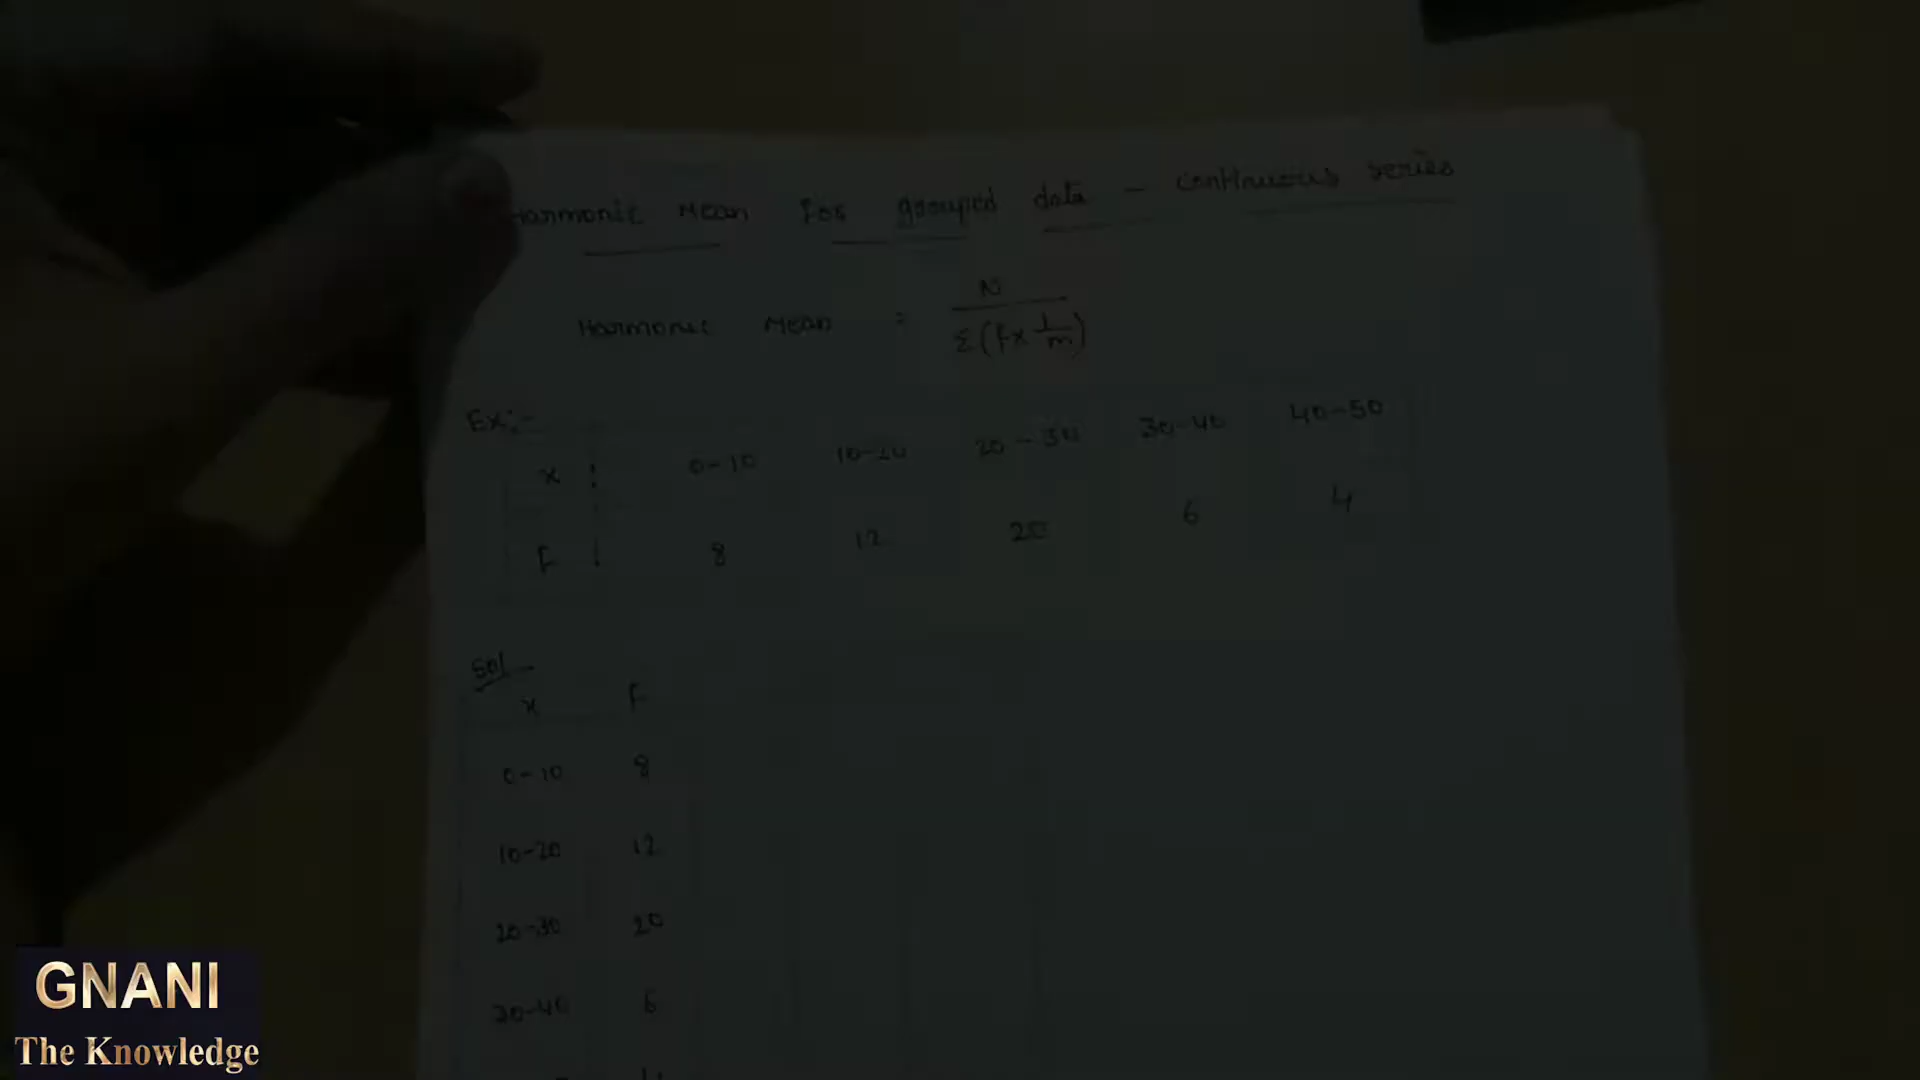 Harmonic Mean For grouped data - continuous series
Harmonic Mean = N / Σ(F× 1/m)
Ex:-
X : 0-10 10-20 20-30 30-40 40-50
F : 8 12 20 6 4
Sol
X F
0-10 8
10-20 12
20-30 20
30-40 6
GNANI
The Knowledge